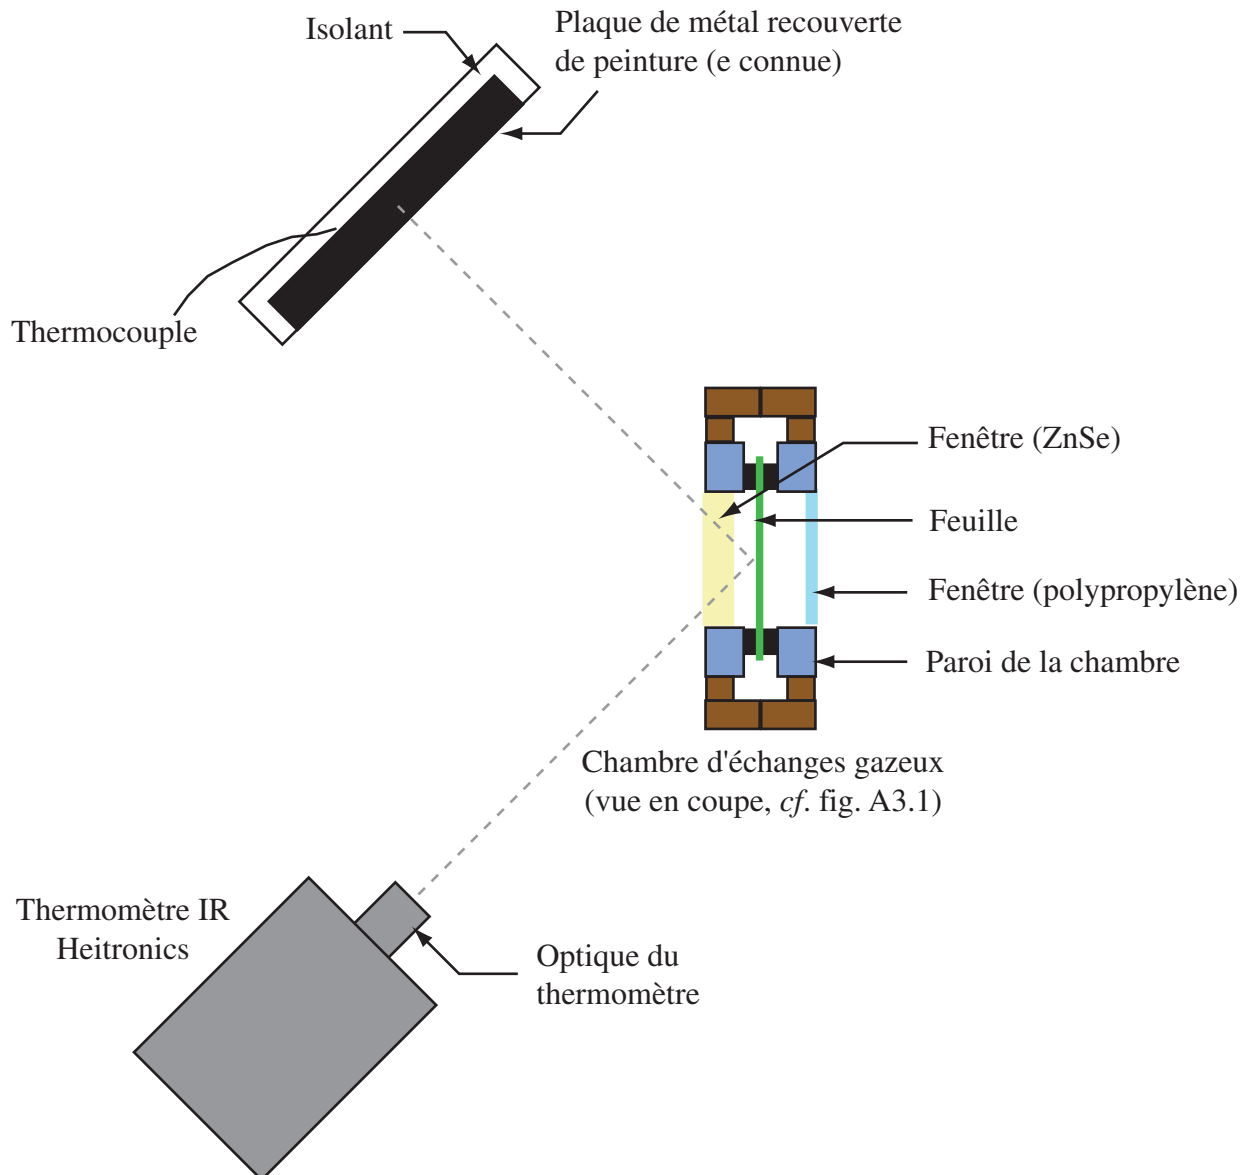 Isolant
Plaque de métal recouverte
de peinture (e connue)
Thermocouple
Fenêtre (ZnSe)
Feuille
Fenêtre (polypropylène)
Paroi de la chambre
Chambre d'échanges gazeux
(vue en coupe, cf. fig. A3.1)
Thermomètre IR
Heitronics
Optique du
thermomètre